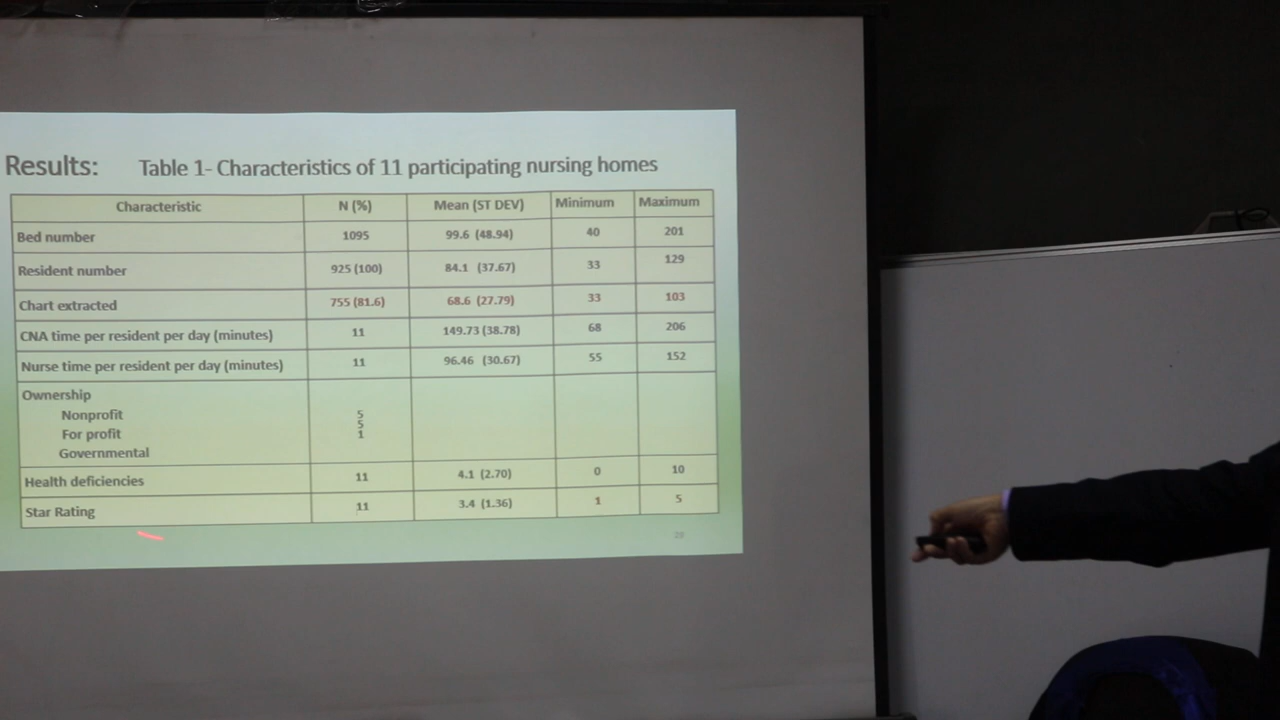 Results: Table 1- Characteristics of 11 participating nursing homes
Characteristic N (%) Mean (ST DEV) Minimum Maximum
Bed number 1095 99.6 (48.94) 40 201
Resident number 925 (100) 84.1 (37.67) 33 129
Chart extracted 755 (81.6) 68.6 (27.79) 33 103
CNA time per resident per day (minutes) 11 149.73 (38.78) 68 206
Nurse time per resident per day (minutes) 11 96.46 (30.67) 55 152
Ownership
Nonprofit 5
For profit 5
Governmental 1
Health deficiencies 11 4.1 (2.70) 0 10
Star Rating 11 3.4 (1.36) 1 5
28